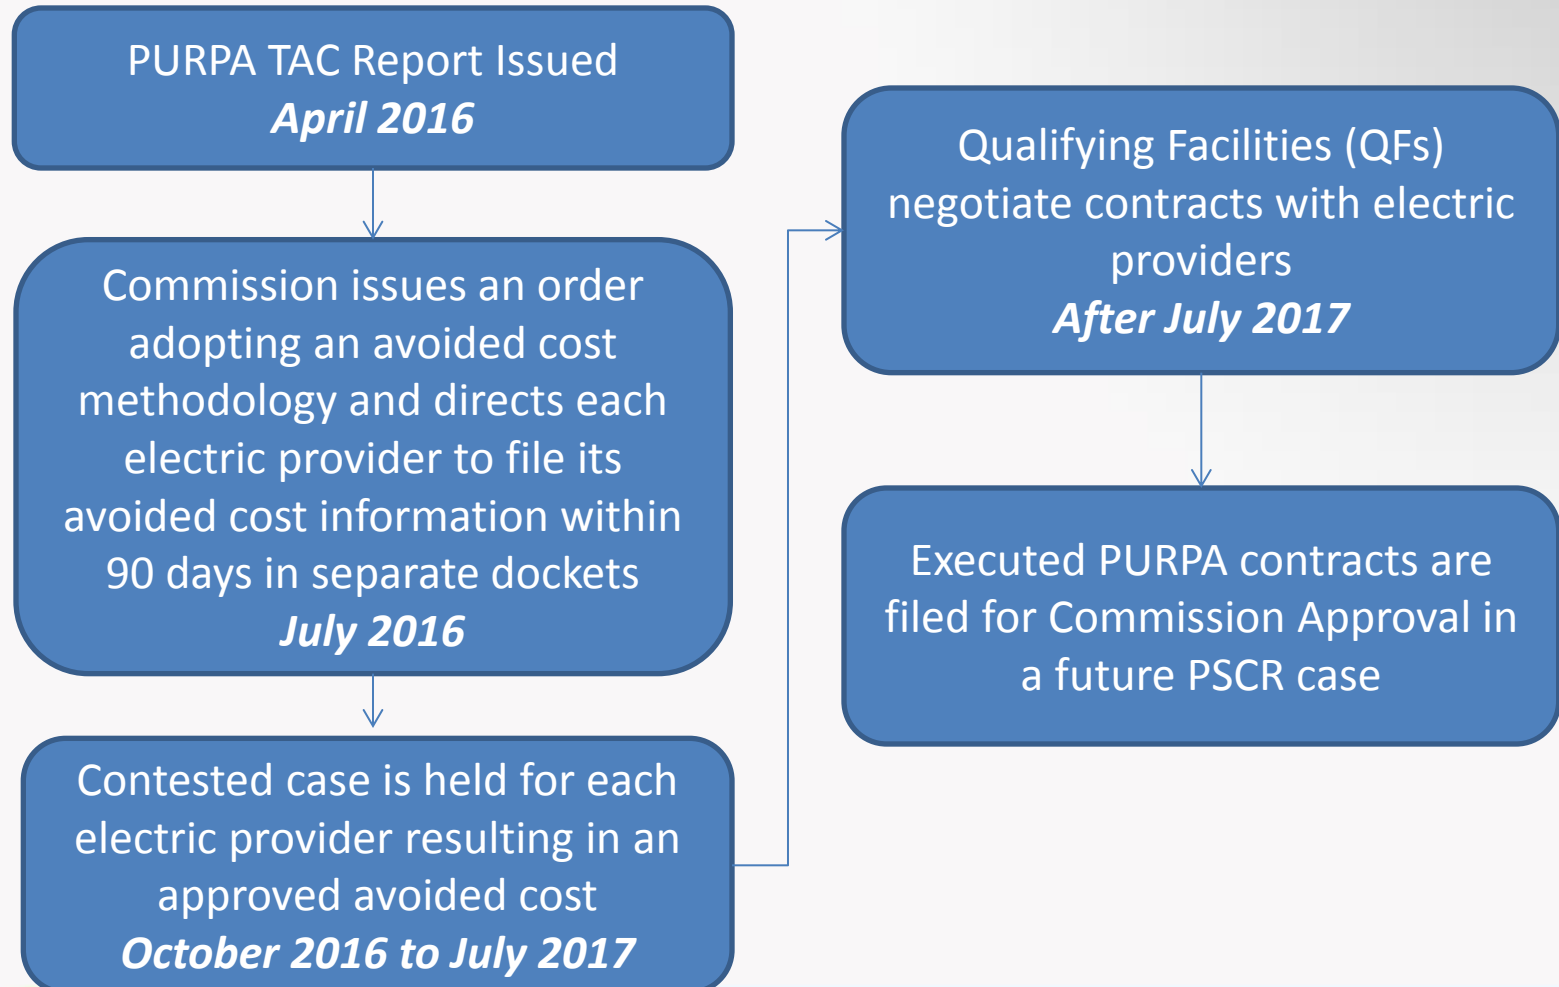 PURPA TAC Report Issued
April 2016
Commission issues an order
adopting an avoided cost
methodology and directs each
electric provider to file its
avoided cost information within
90 days in separate dockets
July 2016
Contested case is held for each
electric provider resulting in an
approved avoided cost
October 2016 to July 2017
Qualifying Facilities (QFs)
negotiate contracts with electric
providers
After July 2017
Executed PURPA contracts are
filed for Commission Approval in
a future PSCR case